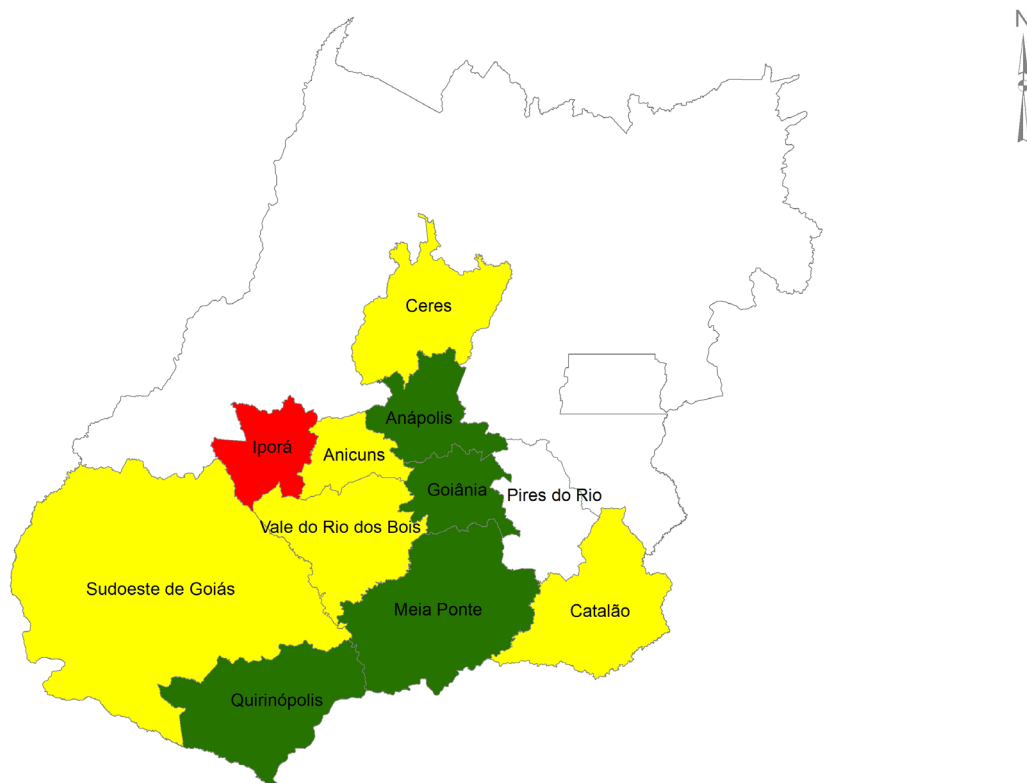 N
Ceres
Anápolis
Iporá
Anicuns
Goiânia
Pires do Rio
Vale do Rio dos Bois
Sudoeste de Goiás
Meia Ponte
Catalão
Quirinópolis